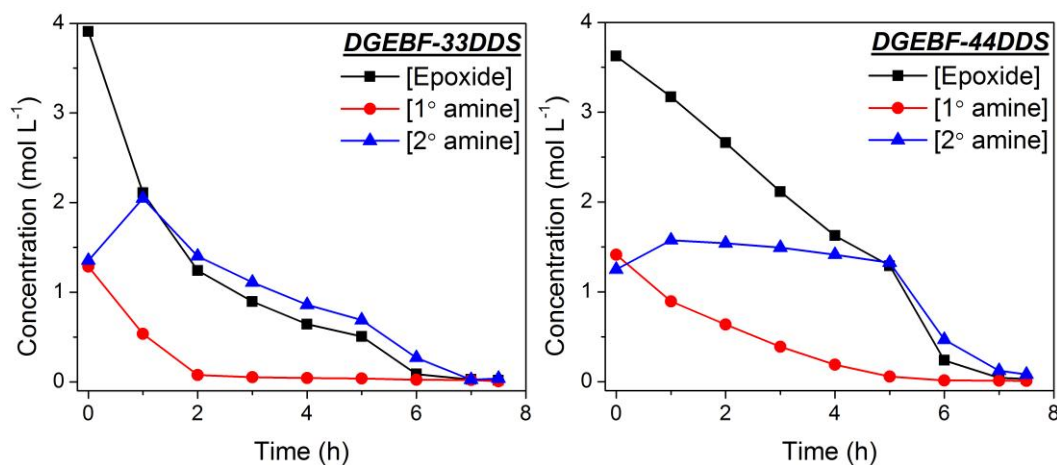 DGEBF-33DDS
[Epoxide]
[1° amine]
[2° amine]
Concentration (mol L⁻¹)
4
3
2
1
0
0 2 4 6 8
Time (h)
DGEBF-44DDS
[Epoxide]
[1° amine]
[2° amine]
Concentration (mol L⁻¹)
4
3
2
1
0
0 2 4 6 8
Time (h)